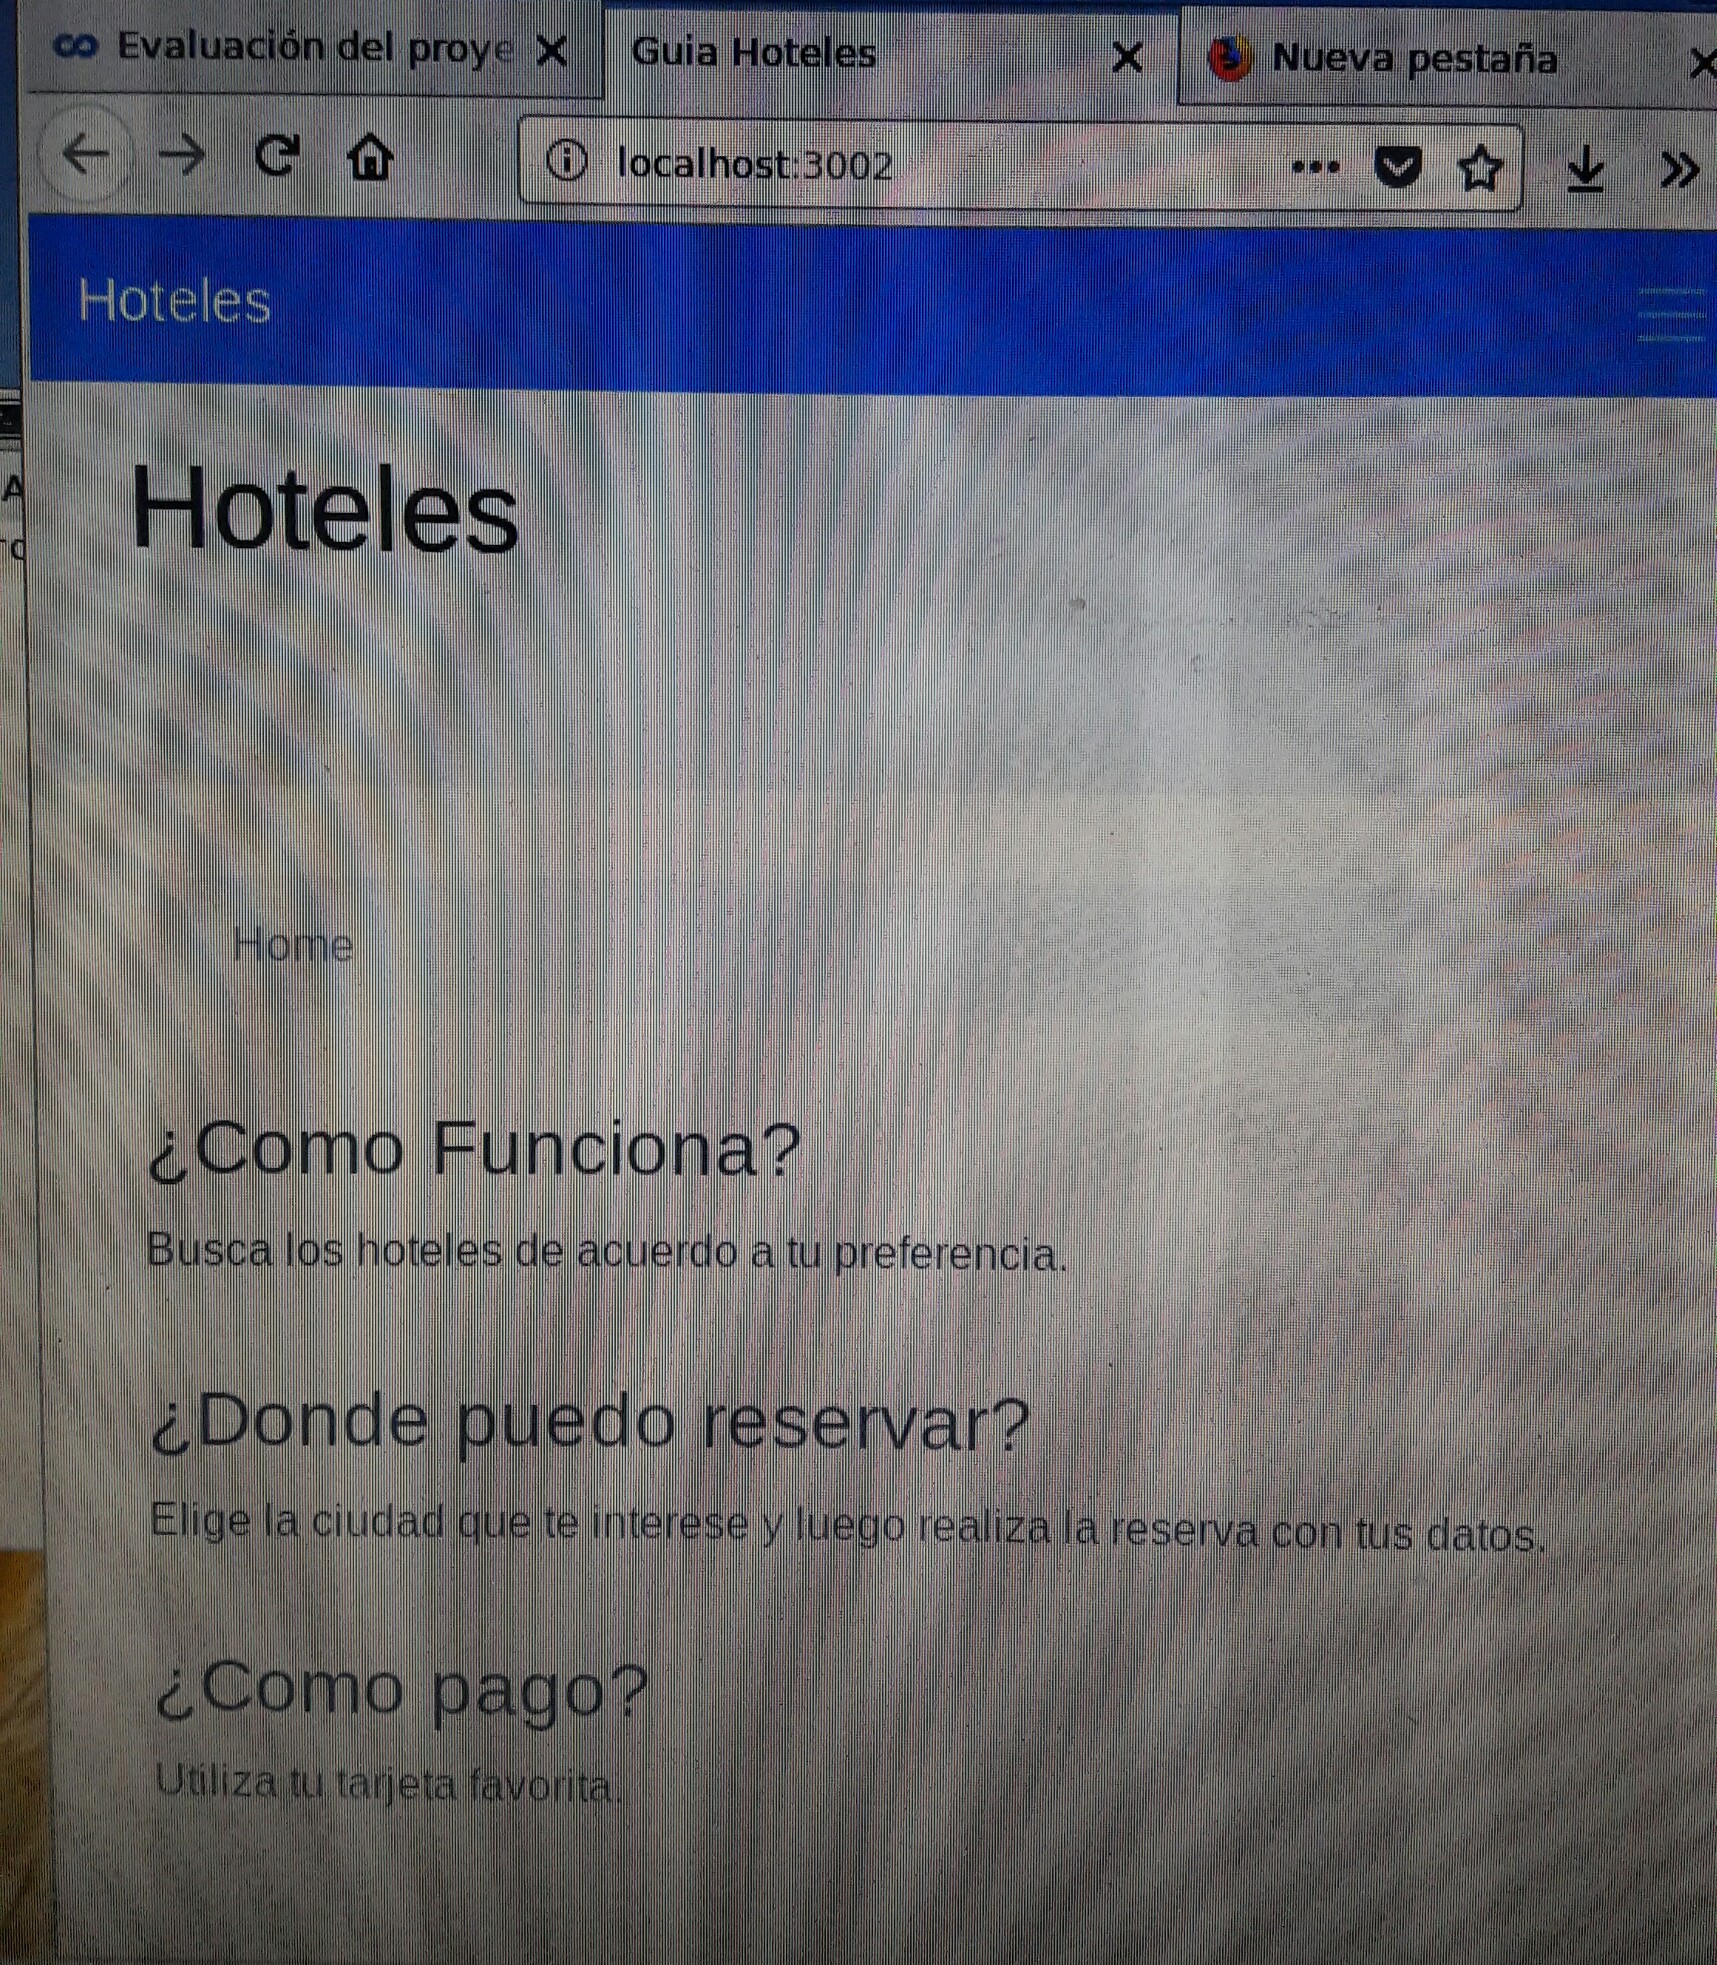 Evaluación del proye
Guia Hoteles
Nueva pestaña
localhost:3002
Hoteles
Hoteles
Home
¿Como Funciona?
Busca los hoteles de acuerdo a tu preferencia.
¿Donde puedo reservar?
Elige la ciudad que te interese y luego realiza la reserva con tus datos.
¿Como pago?
Utiliza tu tarjeta favorita.